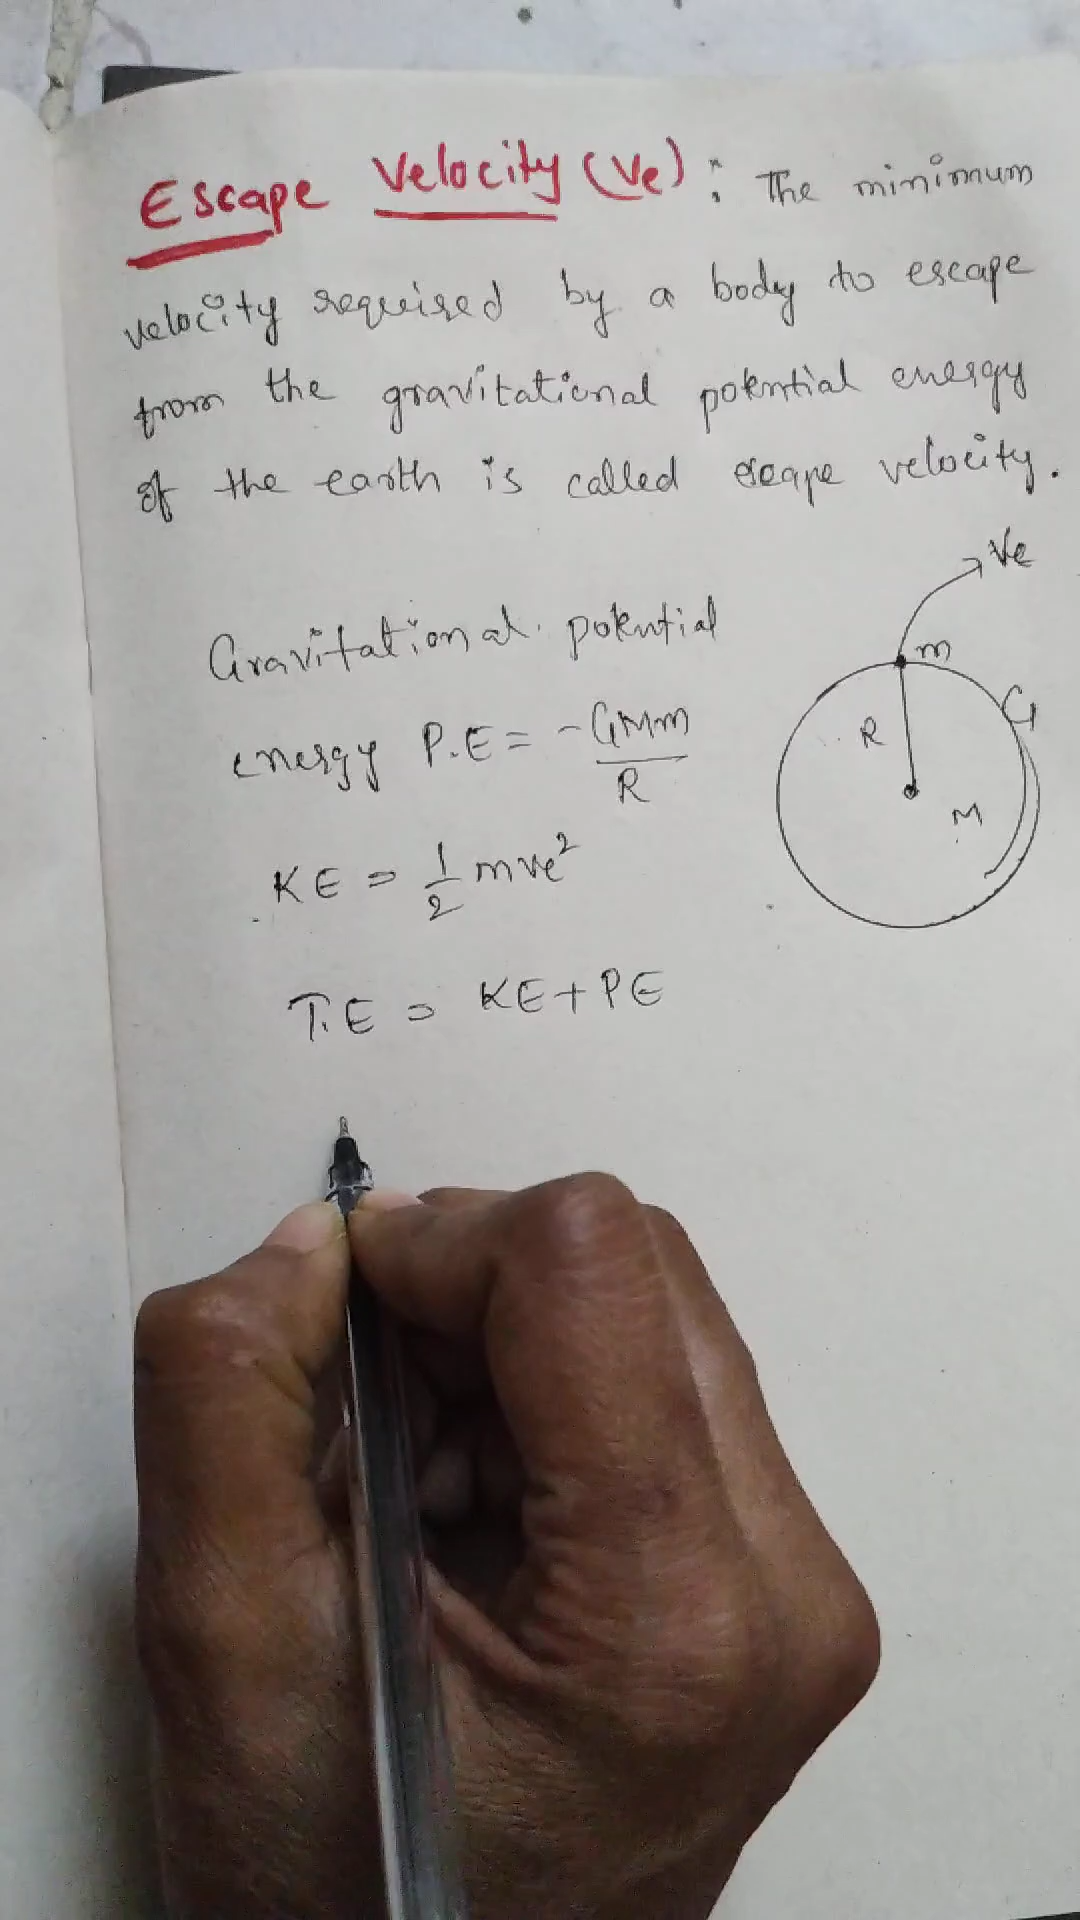 Escape Velocity (Ve) : The minimum
velocity required by a body to escape
from the gravitational potential energy
of the earth is called escape velocity.
Ve
Gravitational potential
m
energy P.E = -GMm/R
G
R
M
KE = 1/2 mve²
T.E = KE+PE